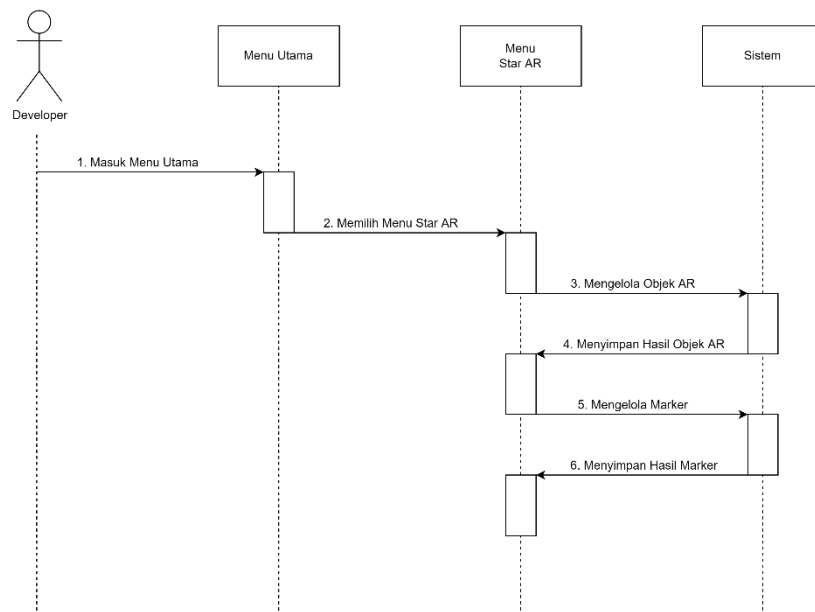 Menu Utama
Menu
Star AR
Sistem
Developer
1. Masuk Menu Utama
2. Memilih Menu Star AR
3. Mengelola Objek AR
4. Menyimpan Hasil Objek AR
5. Mengelola Marker
6. Menyimpan Hasil Marker